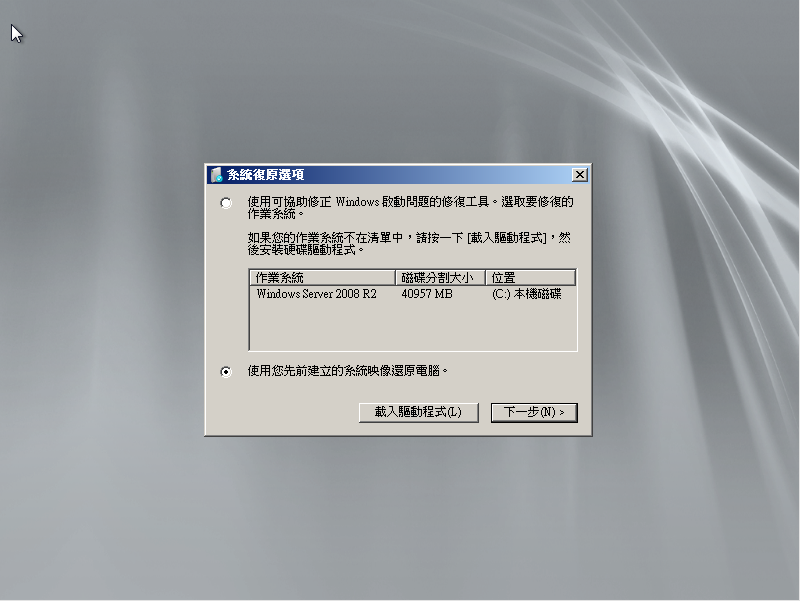 系統復原選項
使用可協助修正 Windows 啟動問題的修復工具。選取要修復的
作業系統。
如果您的作業系統不在清單中，請按一下 [載入驅動程式]，然
後安裝硬碟驅動程式。
作業系統 磁碟分割大小 位置
Windows Server 2008 R2 40957 MB (C:) 本機磁碟
使用您先前建立的系統映像還原電腦。
載入驅動程式(L) 下一步(N) >